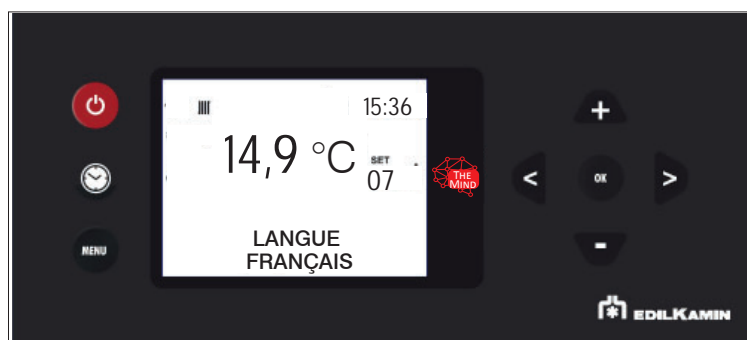 15:36
14,9 °C
SET
07
LANGUE
FRANÇAIS
MENU
THE
MIND
+
<
OK
>
-
EDILKAMIN